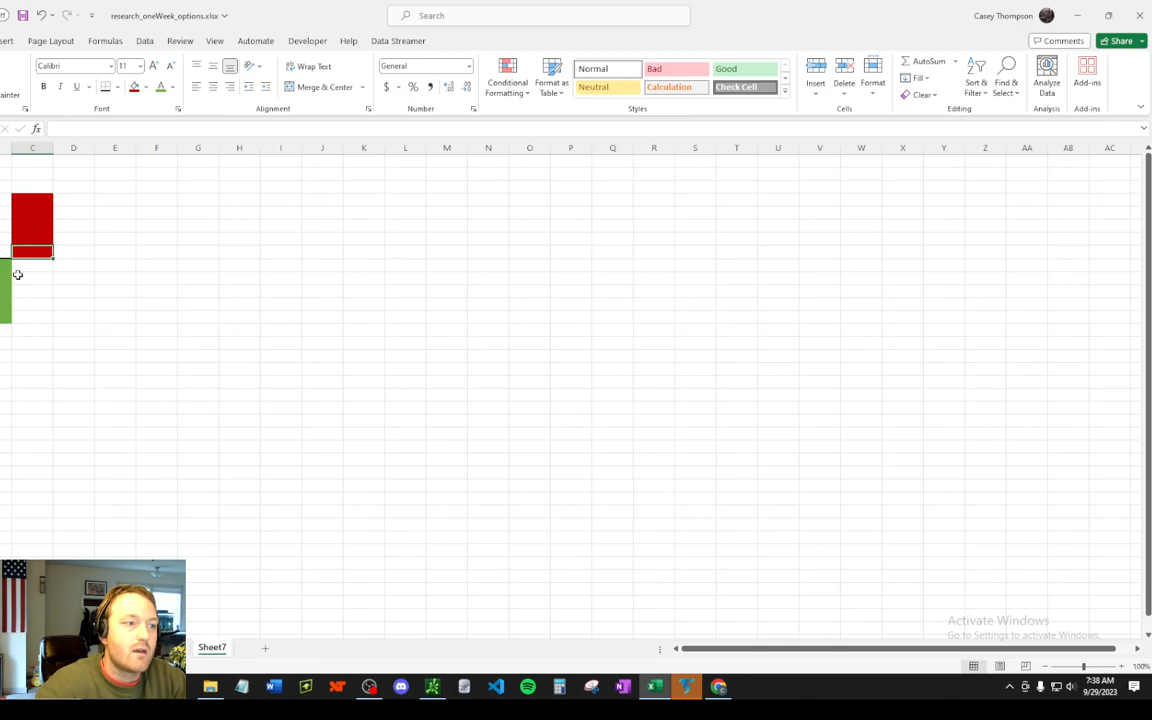 ff) research_oneWeek_options.xlsx Search Casey Thompson
sert Page Layout Formulas Data Review View Automate Developer Help Data Streamer Comments Share
Calibri 11 A A Wrap Text General Conditional Formatting Format as Table Normal Bad Good Insert Delete Format AutoSum Sort & Filter Find & Select Analyze Data Add-ins
ainter B I U A Merge & Center $ % Neutral Calculation Check Cell Fill Clear
Font Alignment Number Styles Cells Editing Analysis Add-ins
fx
C D E F G H I J K L M N O P Q R S T U V W X Y Z AA AB AC
Activate Windows
Go to Settings to activate Windows.
Sheet7
100%
7:38 AM
9/29/2023